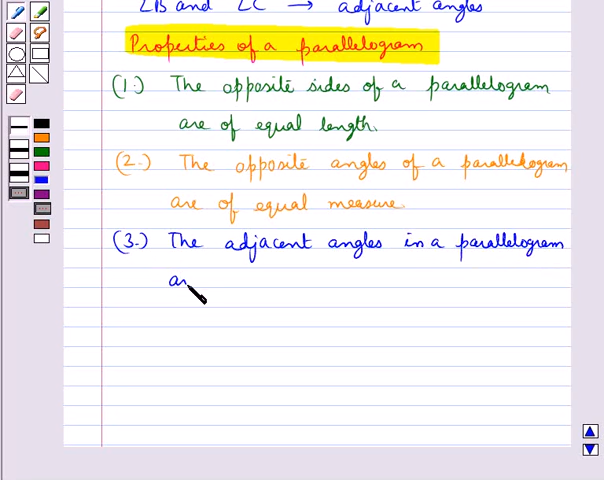 ∠B and ∠C → adjacent angles
Properties of a parallelogram
(1.) The opposite sides of a parallelogram
are of equal length.
(2.) The opposite angles of a parallelogram
are of equal measure.
(3.) The adjacent angles in a parallelogram
ar